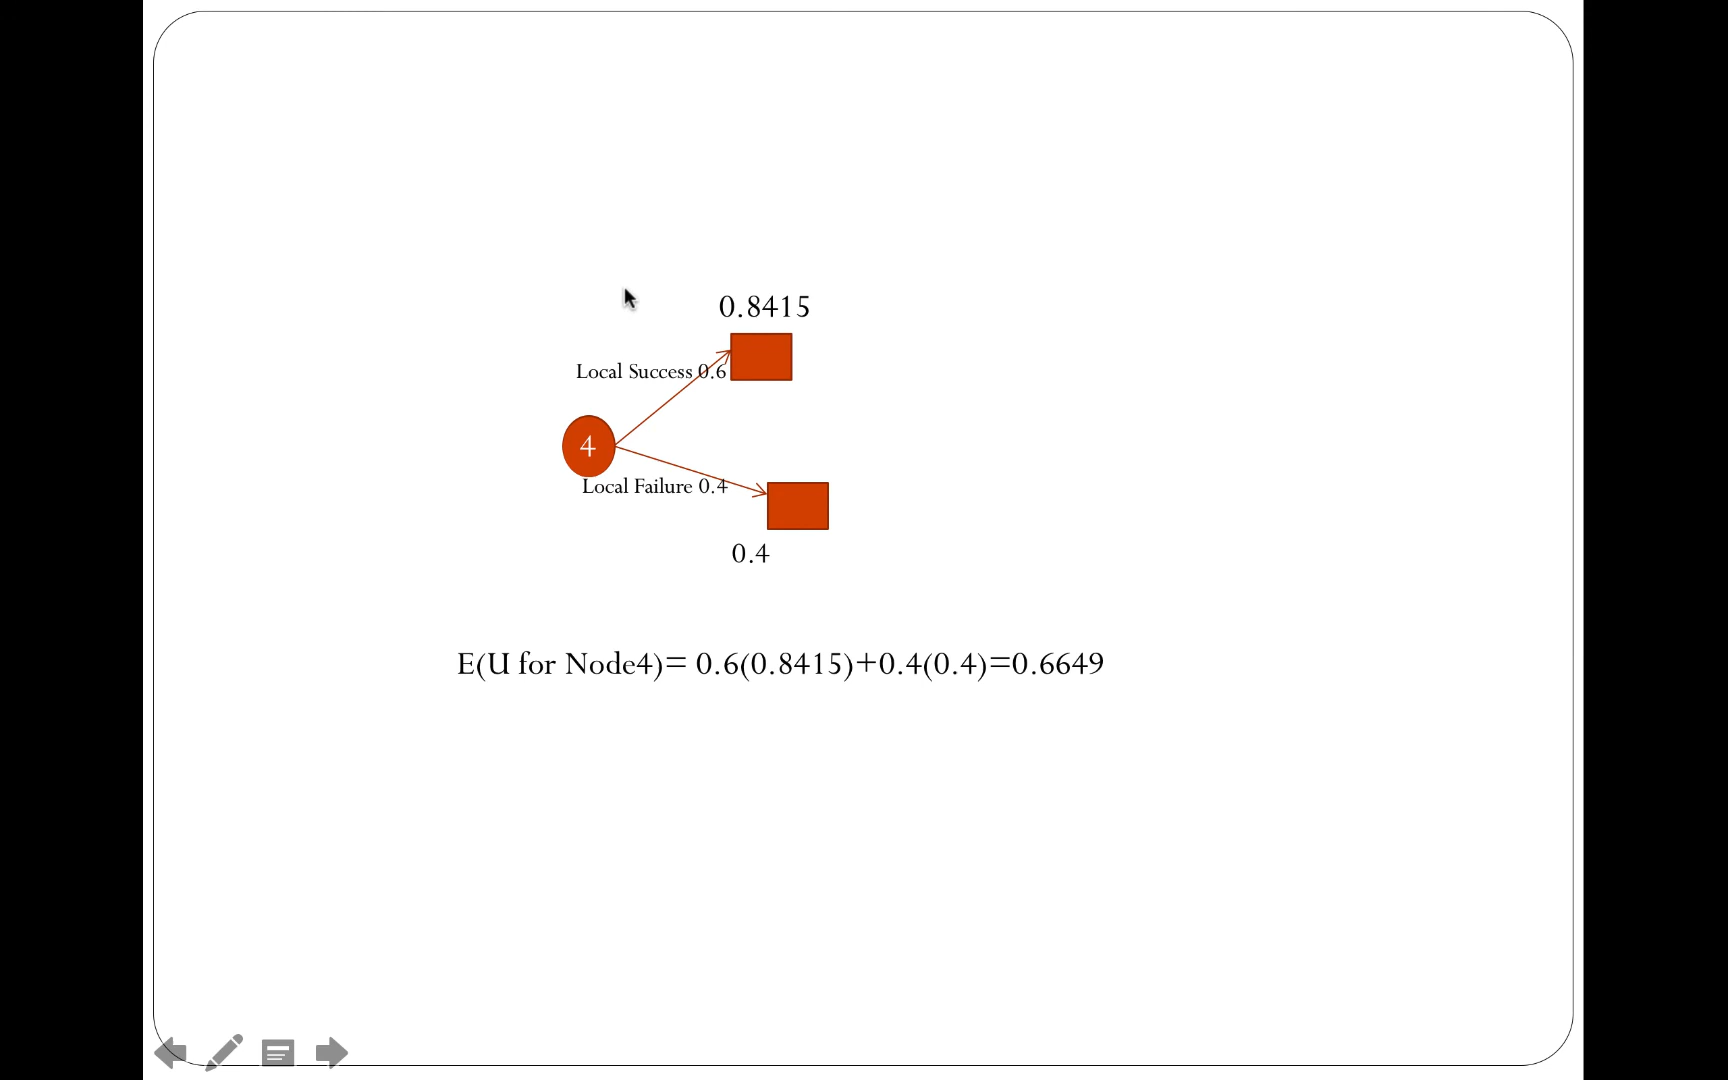 0.8415
Local Success 0.6
4
Local Failure 0.4
0.4
E(U for Node4)= 0.6(0.8415)+0.4(0.4)=0.6649